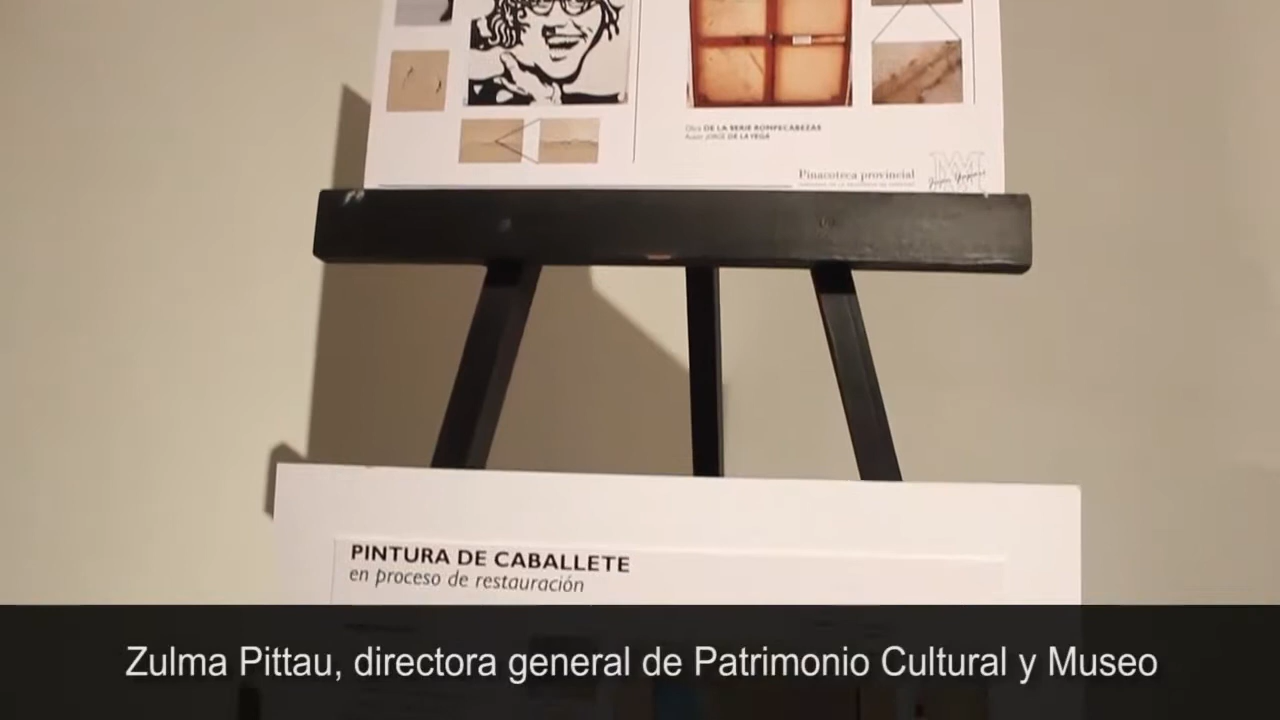 Obra DE LA SERIE ROMPECABEZAS
Autor JORGE DE LA VEGA
Pinacoteca provincial
PINTURA DE CABALLETE
en proceso de restauración
Zulma Pittau, directora general de Patrimonio Cultural y Museo